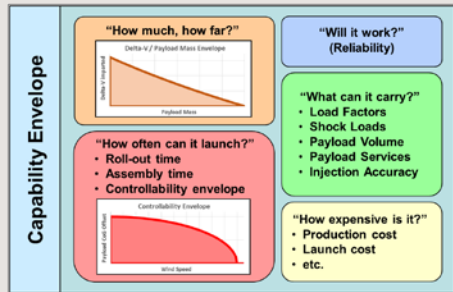 Capability Envelope
“How much, how far?”
Delta-V / Payload Mass Envelope
Delta-V Imparted
Payload Mass
“How often can it launch?”
• Roll-out time
• Assembly time
• Controllability envelope
Controllability Envelope
Payload CoG Offset
Wind Speed
“Will it work?”
(Reliability)
“What can it carry?”
• Load Factors
• Shock Loads
• Payload Volume
• Payload Services
• Injection Accuracy
“How expensive is it?”
• Production cost
• Launch cost
• etc.